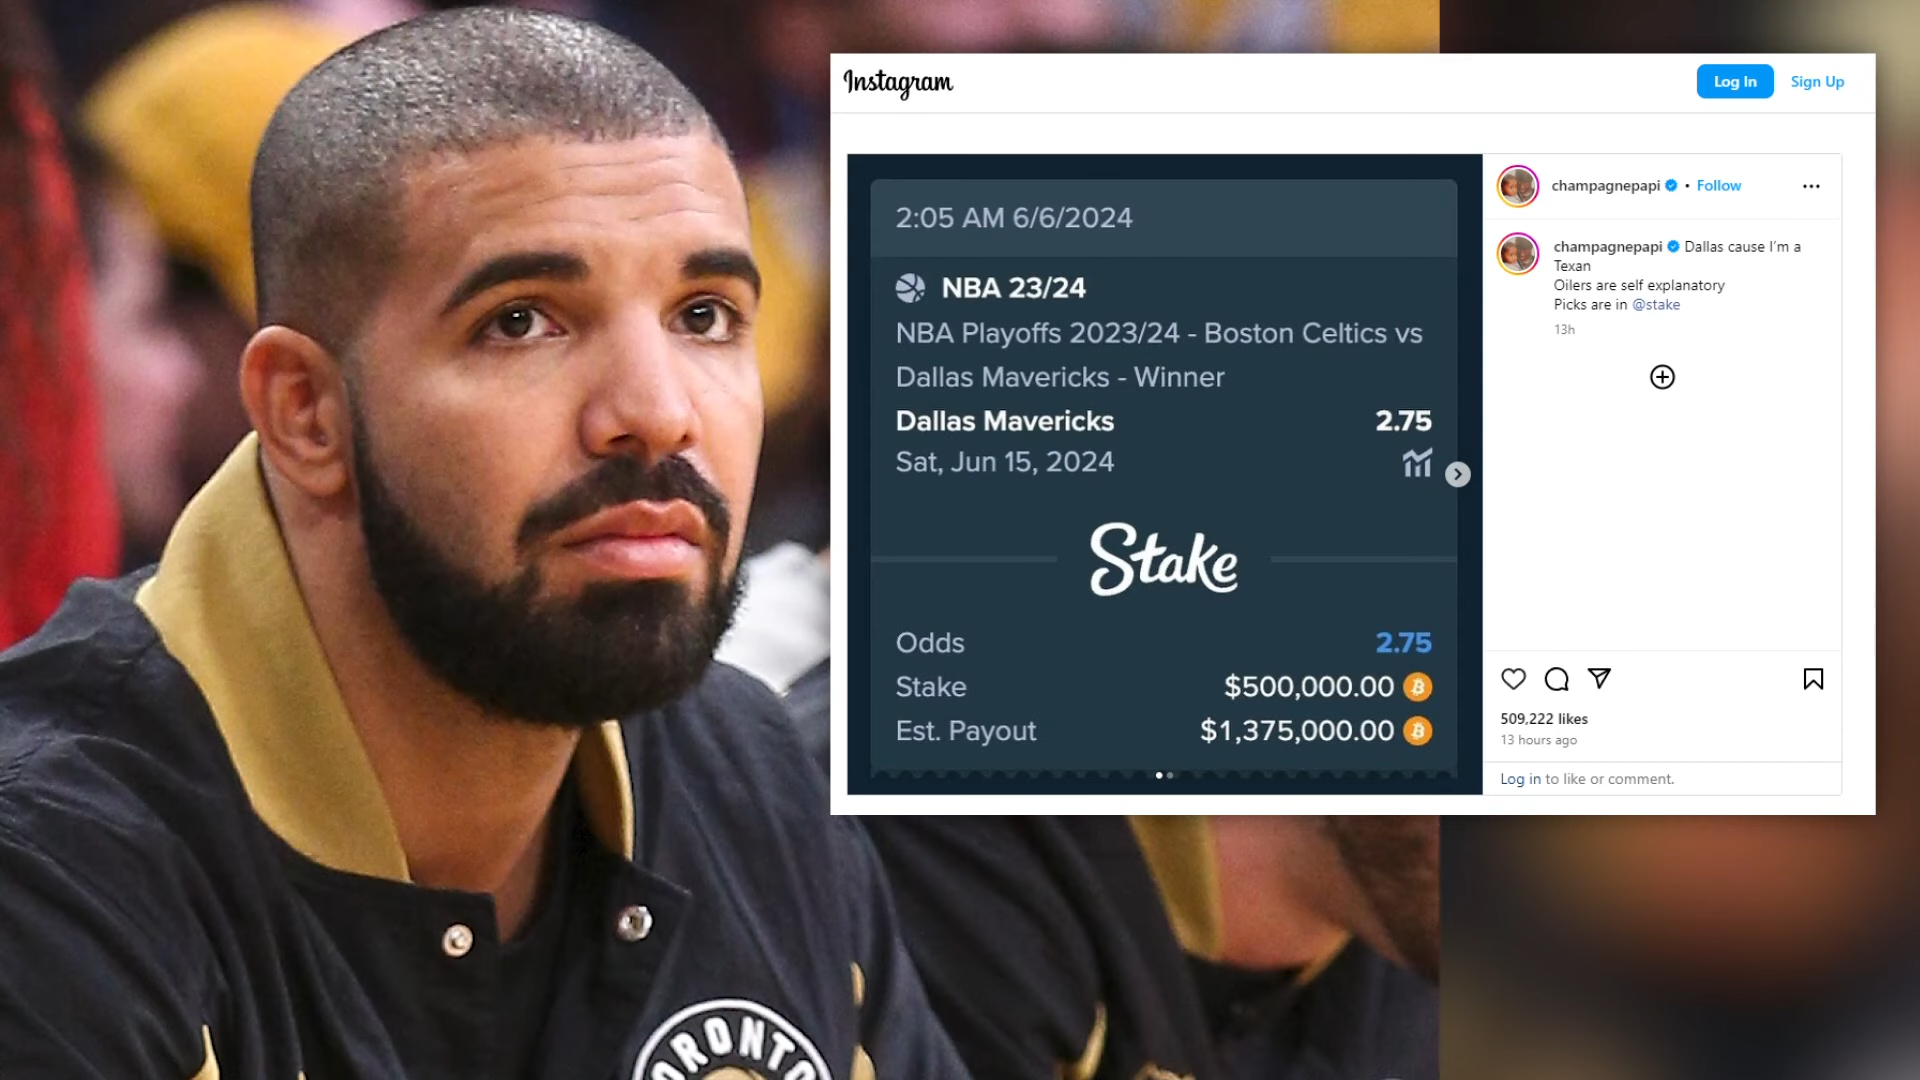 Instagram
Log In
Sign Up
2:05 AM 6/6/2024
NBA 23/24
NBA Playoffs 2023/24 - Boston Celtics vs
Dallas Mavericks - Winner
Dallas Mavericks 2.75
Sat, Jun 15, 2024
Stake
Odds 2.75
Stake $500,000.00
Est. Payout $1,375,000.00
champagnepapi • Follow
champagnepapi Dallas cause I'm a
Texan
Oilers are self explanatory
Picks are in @stake
13h
509,222 likes
13 hours ago
Log in to like or comment.
ORONTO